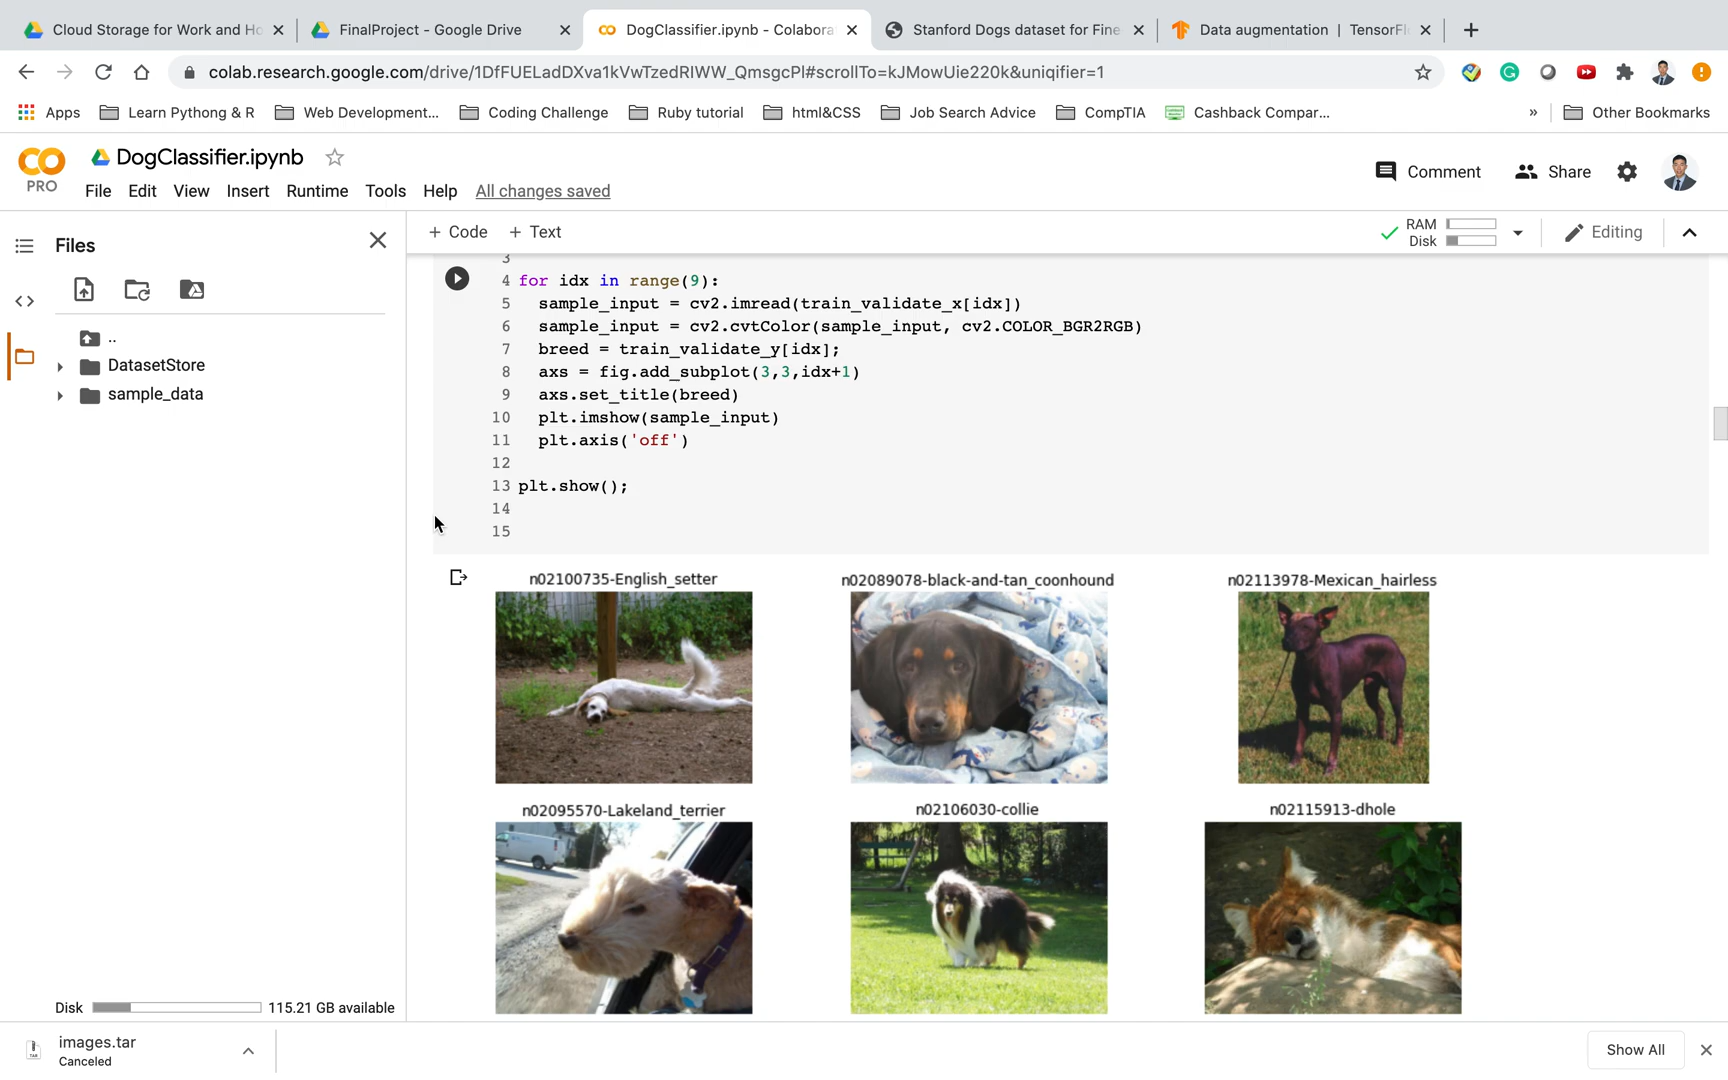 Cloud Storage for Work and Ho
FinalProject - Google Drive
DogClassifier.ipynb - Colabora
Stanford Dogs dataset for Fine
Data augmentation | TensorFl
colab.research.google.com/drive/1DfFUELadDXva1kVwTzedRIWW_QmsgcPl#scrollTo=kJMowUie220k&uniqifier=1
Apps
Learn Pythong & R
Web Development...
Coding Challenge
Ruby tutorial
html&CSS
Job Search Advice
CompTIA
Cashback Compar...
»
Other Bookmarks
PRO
DogClassifier.ipynb
File Edit View Insert Runtime Tools Help All changes saved
Comment
Share
Files
+ Code + Text
RAM
Disk
Editing
..
DatasetStore
sample_data
Disk
115.21 GB available
3
4 for idx in range(9):
5 sample_input = cv2.imread(train_validate_x[idx])
6 sample_input = cv2.cvtColor(sample_input, cv2.COLOR_BGR2RGB)
7 breed = train_validate_y[idx];
8 axs = fig.add_subplot(3,3,idx+1)
9 axs.set_title(breed)
10 plt.imshow(sample_input)
11 plt.axis('off')
12
13 plt.show();
14
15
n02100735-English_setter
n02089078-black-and-tan_coonhound
n02113978-Mexican_hairless
n02095570-Lakeland_terrier
n02106030-collie
n02115913-dhole
images.tar
Canceled
Show All